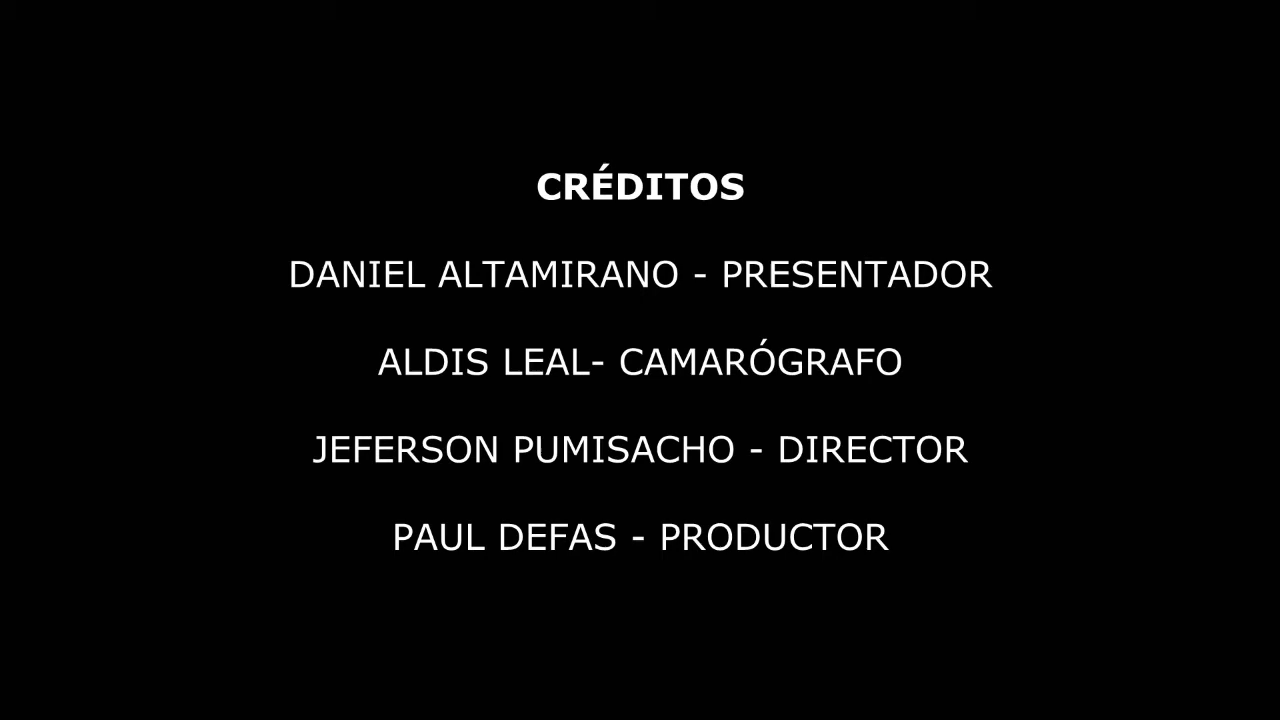 CRÉDITOS
DANIEL ALTAMIRANO - PRESENTADOR
ALDIS LEAL- CAMARÓGRAFO
JEFERSON PUMISACHO - DIRECTOR
PAUL DEFAS - PRODUCTOR